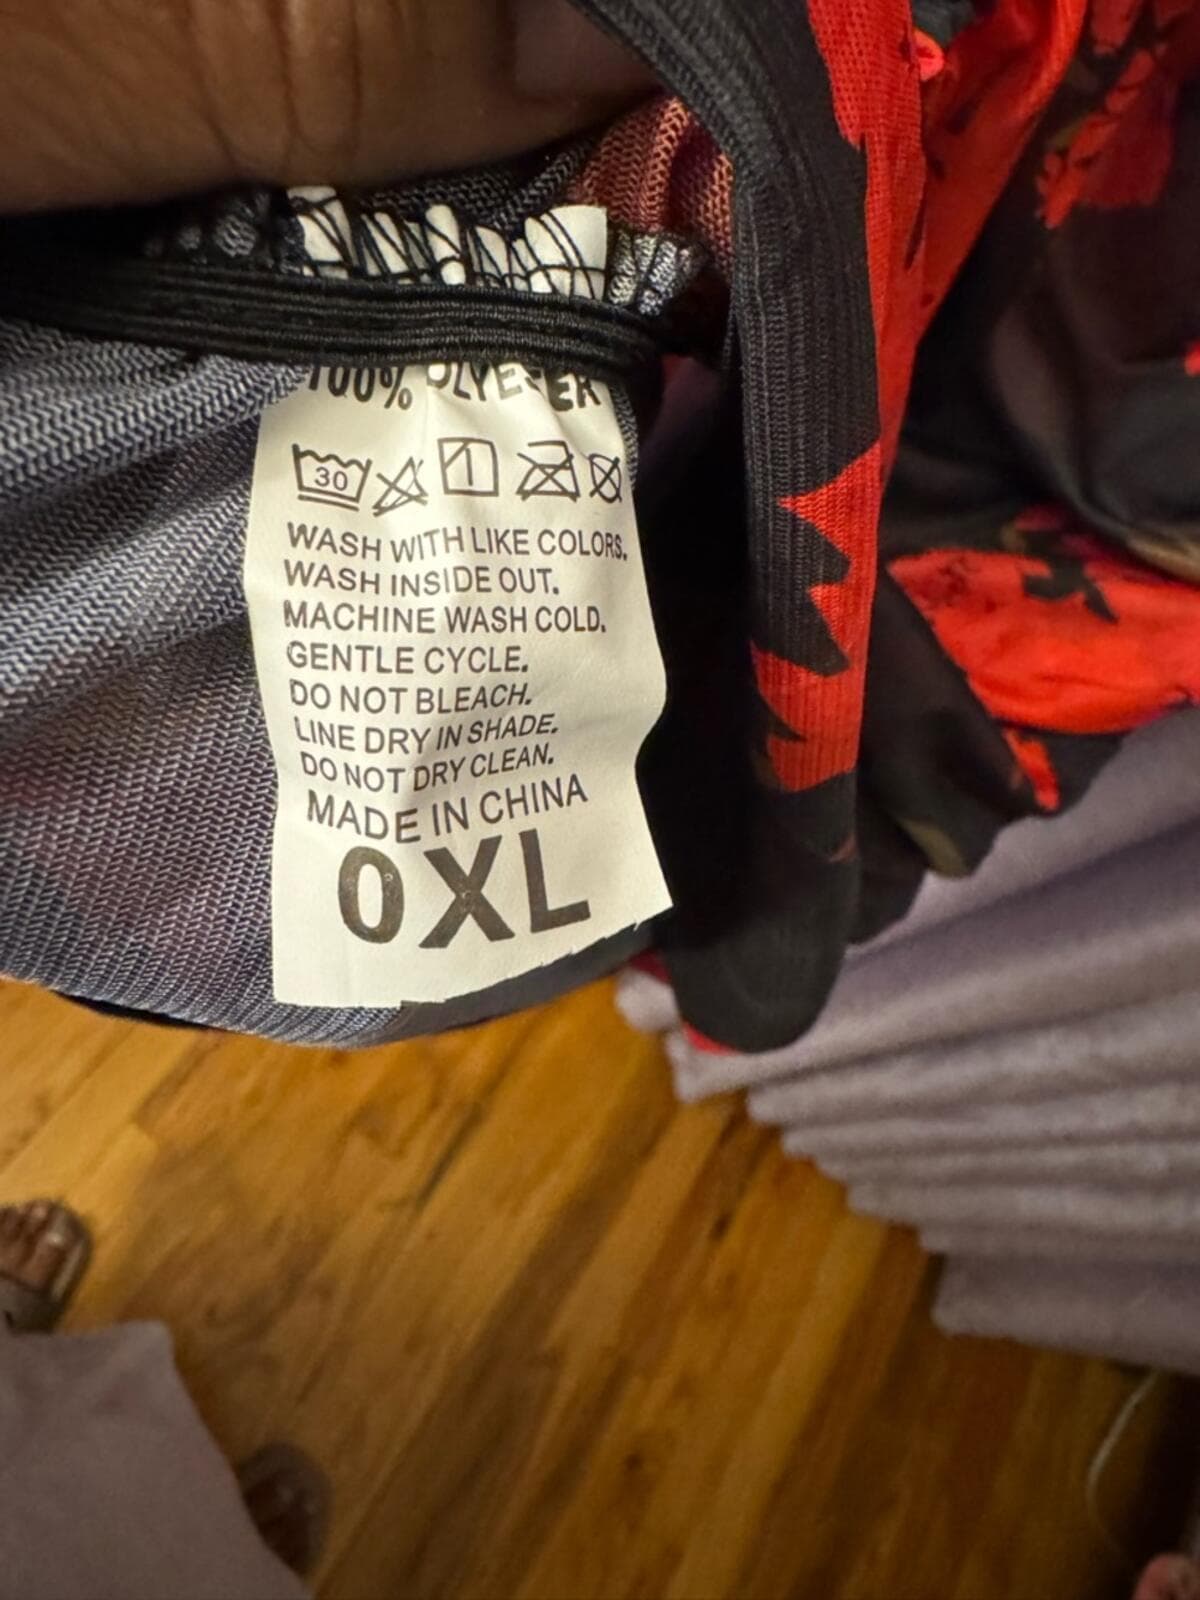 100% POLYESTER
30
WASH WITH LIKE COLORS.
WASH INSIDE OUT.
MACHINE WASH COLD.
GENTLE CYCLE.
DO NOT BLEACH.
LINE DRY IN SHADE.
DO NOT DRY CLEAN.
MADE IN CHINA
0XL